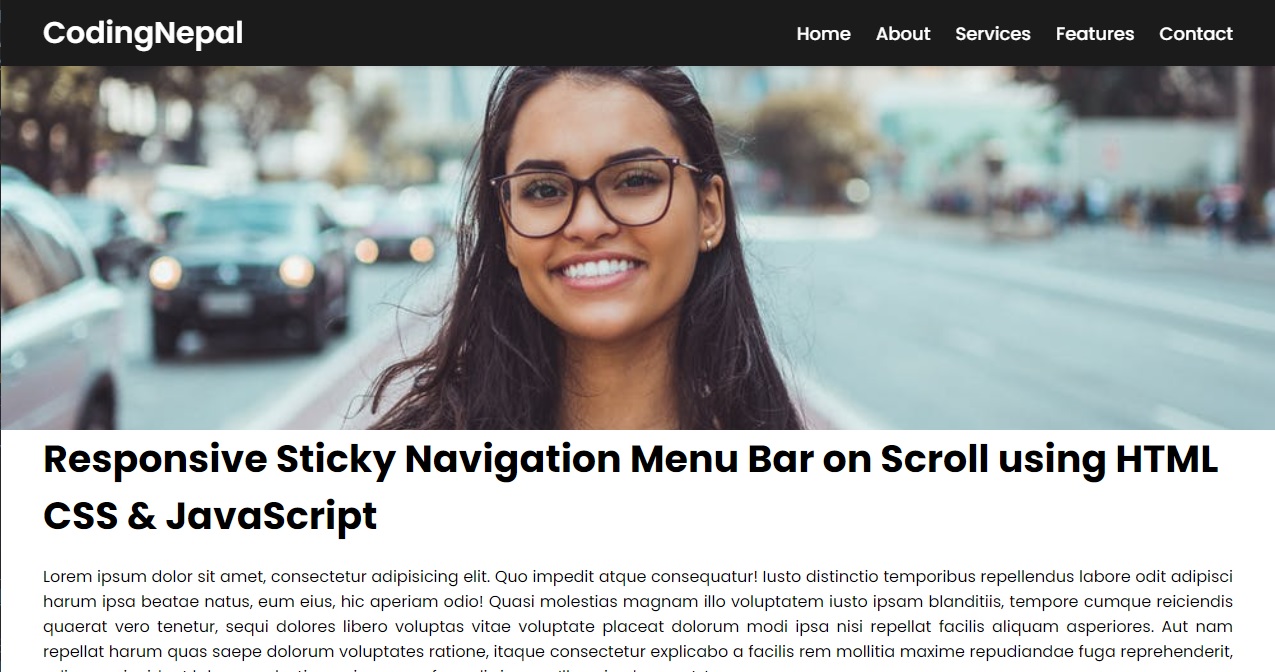 CodingNepal
Home About Services Features Contact
Responsive Sticky Navigation Menu Bar on Scroll using HTML
CSS & JavaScript
Lorem ipsum dolor sit amet, consectetur adipisicing elit. Quo impedit atque consequatur! Iusto distinctio temporibus repellendus labore odit adipisci
harum ipsa beatae natus, eum eius, hic aperiam odio! Quasi molestias magnam illo voluptatem iusto ipsam blanditiis, tempore cumque reiciendis
quaerat vero tenetur, sequi dolores libero voluptas vitae voluptate placeat dolorum modi ipsa nisi repellat facilis aliquam asperiores. Aut nam
repellat harum quas saepe dolorum voluptates ratione, itaque consectetur explicabo a facilis rem mollitia maxime repudiandae fuga reprehenderit,